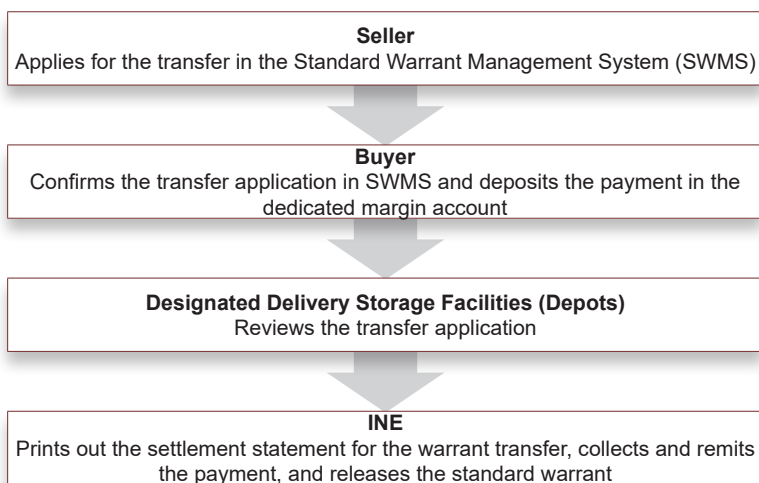 Seller
Applies for the transfer in the Standard Warrant Management System (SWMS)
Buyer
Confirms the transfer application in SWMS and deposits the payment in the
dedicated margin account
Designated Delivery Storage Facilities (Depots)
Reviews the transfer application
INE
Prints out the settlement statement for the warrant transfer, collects and remits
the payment, and releases the standard warrant